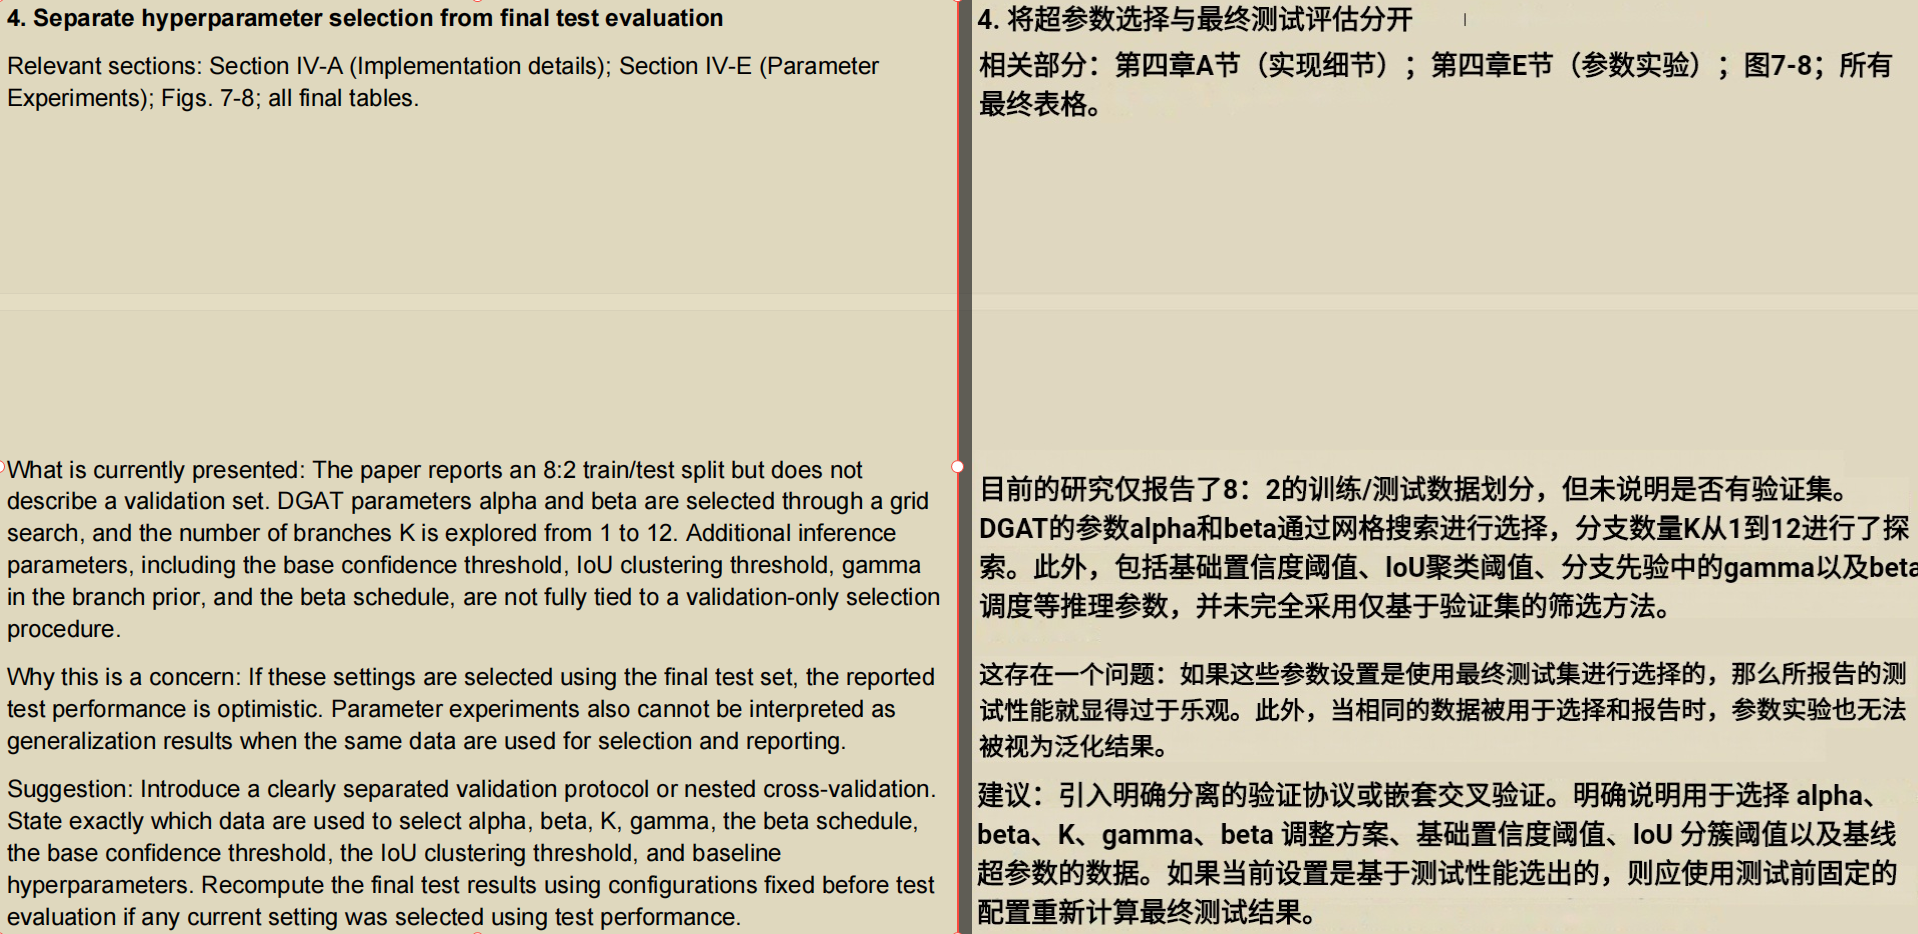 4. Separate hyperparameter selection from final test evaluation
Relevant sections: Section IV-A (Implementation details); Section IV-E (Parameter
Experiments); Figs. 7-8; all final tables.
What is currently presented: The paper reports an 8:2 train/test split but does not
describe a validation set. DGAT parameters alpha and beta are selected through a grid
search, and the number of branches K is explored from 1 to 12. Additional inference
parameters, including the base confidence threshold, IoU clustering threshold, gamma
in the branch prior, and the beta schedule, are not fully tied to a validation-only selection
procedure.
Why this is a concern: If these settings are selected using the final test set, the reported
test performance is optimistic. Parameter experiments also cannot be interpreted as
generalization results when the same data are used for selection and reporting.
Suggestion: Introduce a clearly separated validation protocol or nested cross-validation.
State exactly which data are used to select alpha, beta, K, gamma, the beta schedule,
the base confidence threshold, the IoU clustering threshold, and baseline
hyperparameters. Recompute the final test results using configurations fixed before test
evaluation if any current setting was selected using test performance.
4. 将超参数选择与最终测试评估分开
相关部分：第四章A节（实现细节）；第四章E节（参数实验）；图7-8；所有
最终表格。
目前的研究仅报告了8：2的训练/测试数据划分，但未说明是否有验证集。
DGAT的参数alpha和beta通过网格搜索进行选择，分支数量K从1到12进行了探
索。此外，包括基础置信度阈值、IoU聚类阈值、分支先验中的gamma以及beta
调度等推理参数，并未完全采用仅基于验证集的筛选方法。
这存在一个问题：如果这些参数设置是使用最终测试集进行选择的，那么所报告的测
试性能就显得过于乐观。此外，当相同的数据被用于选择和报告时，参数实验也无法
被视为泛化结果。
建议：引入明确分离的验证协议或嵌套交叉验证。明确说明用于选择 alpha、
beta、K、gamma、beta 调整方案、基础置信度阈值、IoU 分簇阈值以及基线
超参数的数据。如果当前设置是基于测试性能选出的，则应使用测试前固定的
配置重新计算最终测试结果。